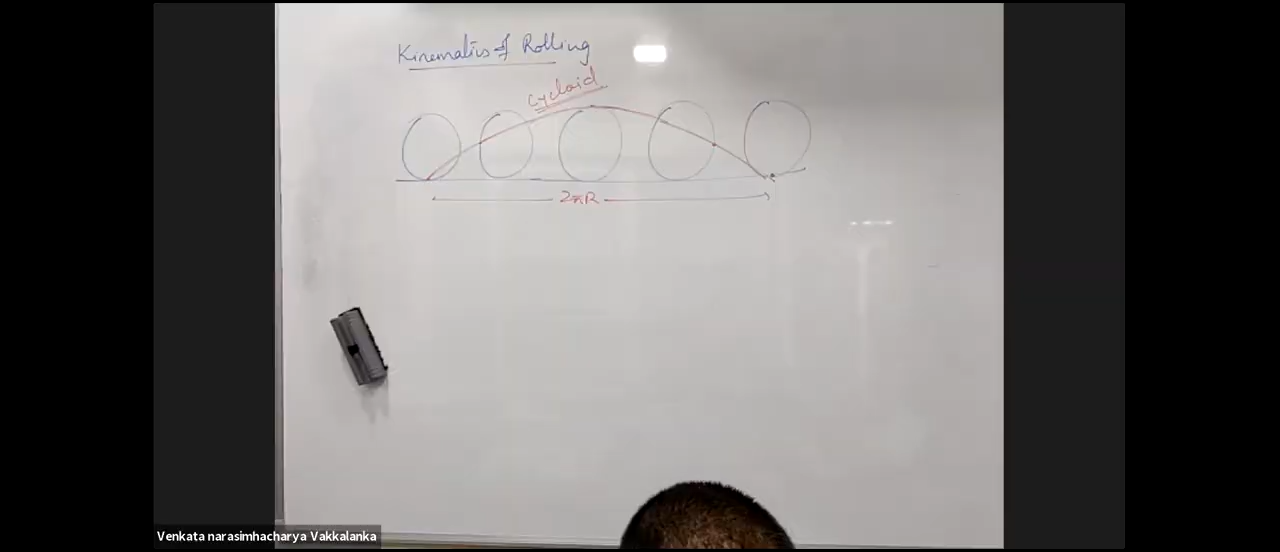 Kinematics of Rolling
Cycloid
2πR
Venkata narasimhacharya Vakkalanka